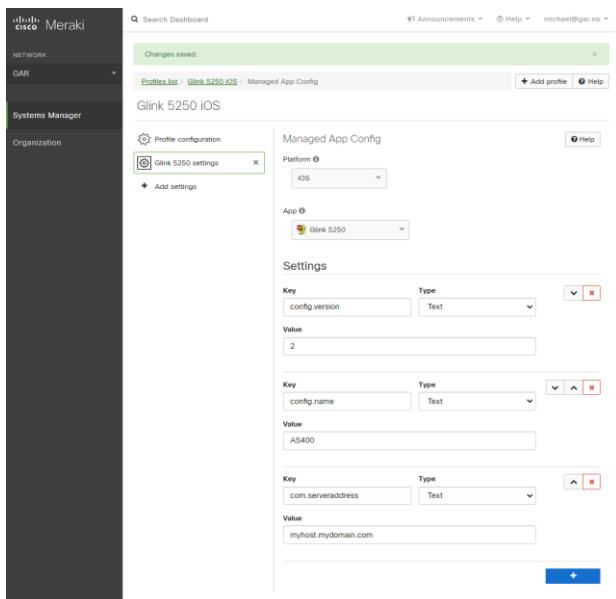 cisco Meraki
Search Dashboard
Announcements
Help
michael@gar.no
NETWORK
GAR
Systems Manager
Organization
Changes saved.
×
Profiles list / Glink 5250 iOS / Managed App Config
+ Add profile
Help
Glink 5250 iOS
Profile configuration
Glink 5250 settings ×
+ Add settings
Managed App Config
Help
Platform
iOS
App
Glink 5250
Settings
Key Type
config.version Text
Value
2
Key Type
config.name Text
Value
AS400
Key Type
com.serveraddress Text
Value
myhost.mydomain.com
+